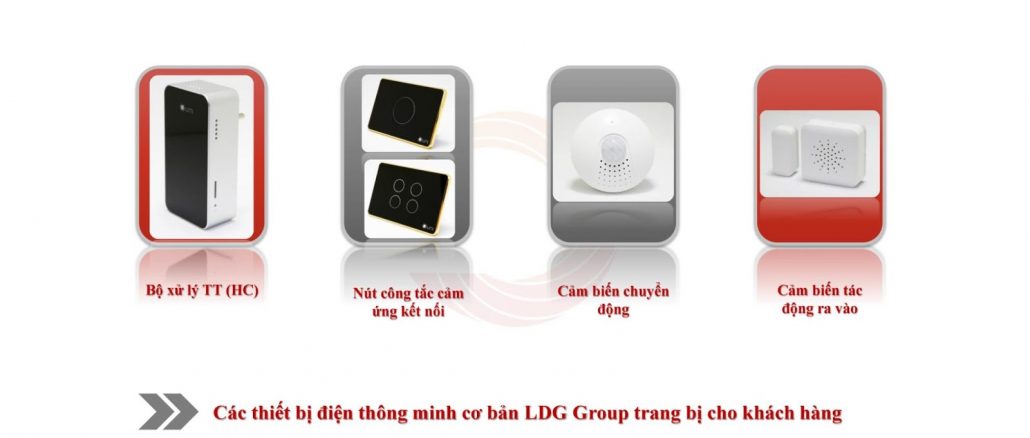 Bộ xử lý TT (HC)
Nút công tắc cảm
ứng kết nối
Cảm biến chuyển
động
Cảm biến tác
động ra vào
Các thiết bị điện thông minh cơ bản LDG Group trang bị cho khách hàng